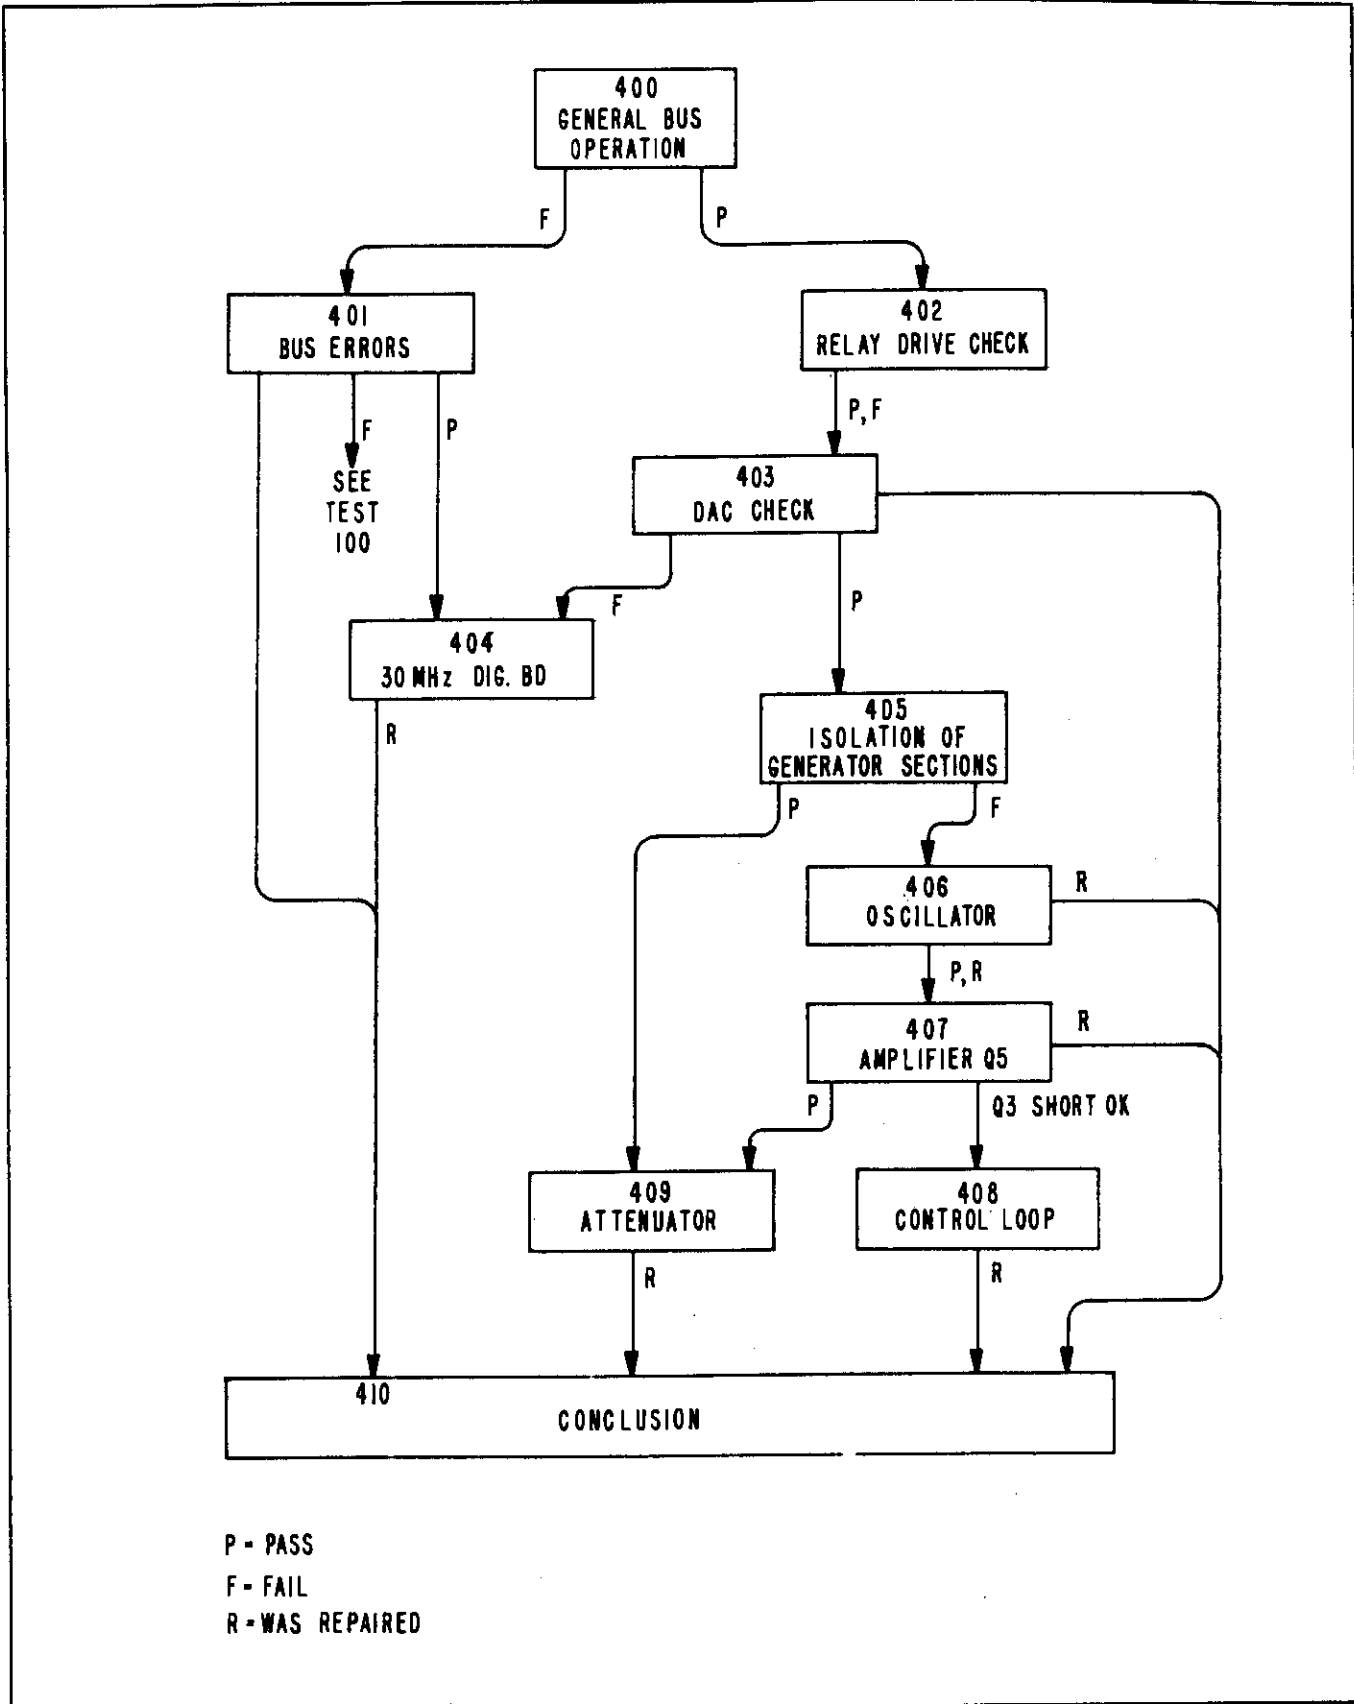 400
GENERAL BUS
OPERATION
F
P
401
BUS ERRORS
402
RELAY DRIVE CHECK
P,F
F
P
SEE
TEST
100
403
DAC CHECK
F
P
404
30 MHz DIG. BD
R
405
ISOLATION OF
GENERATOR SECTIONS
P
F
406
OSCILLATOR
R
P,R
407
AMPLIFIER Q5
R
P
Q3 SHORT OK
409
ATTENUATOR
408
CONTROL LOOP
R
R
410
CONCLUSION
P = PASS
F = FAIL
R = WAS REPAIRED